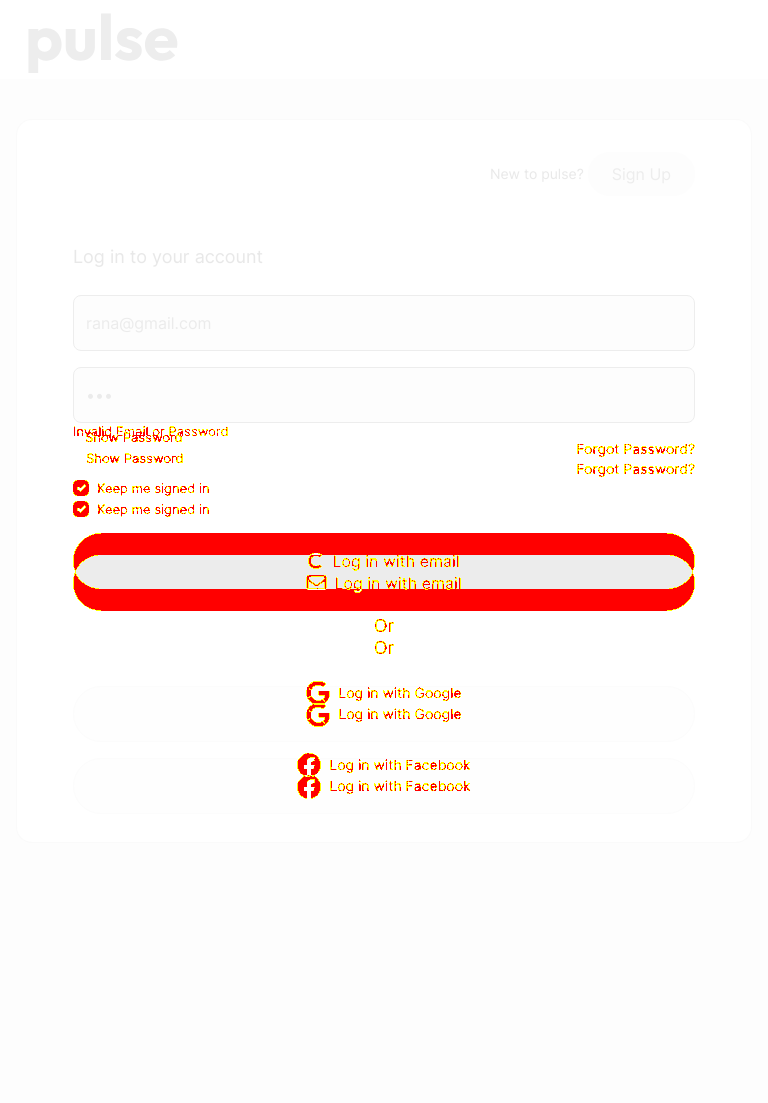 pulse
New to pulse? Sign Up
Log in to your account
rana@gmail.com
Invalid Email or Password
Show Password
Forgot Password?
Show Password
Forgot Password?
Keep me signed in
Keep me signed in
Log in with email
Log in with email
Or
Or
Log in with Google
Log in with Google
Log in with Facebook
Log in with Facebook